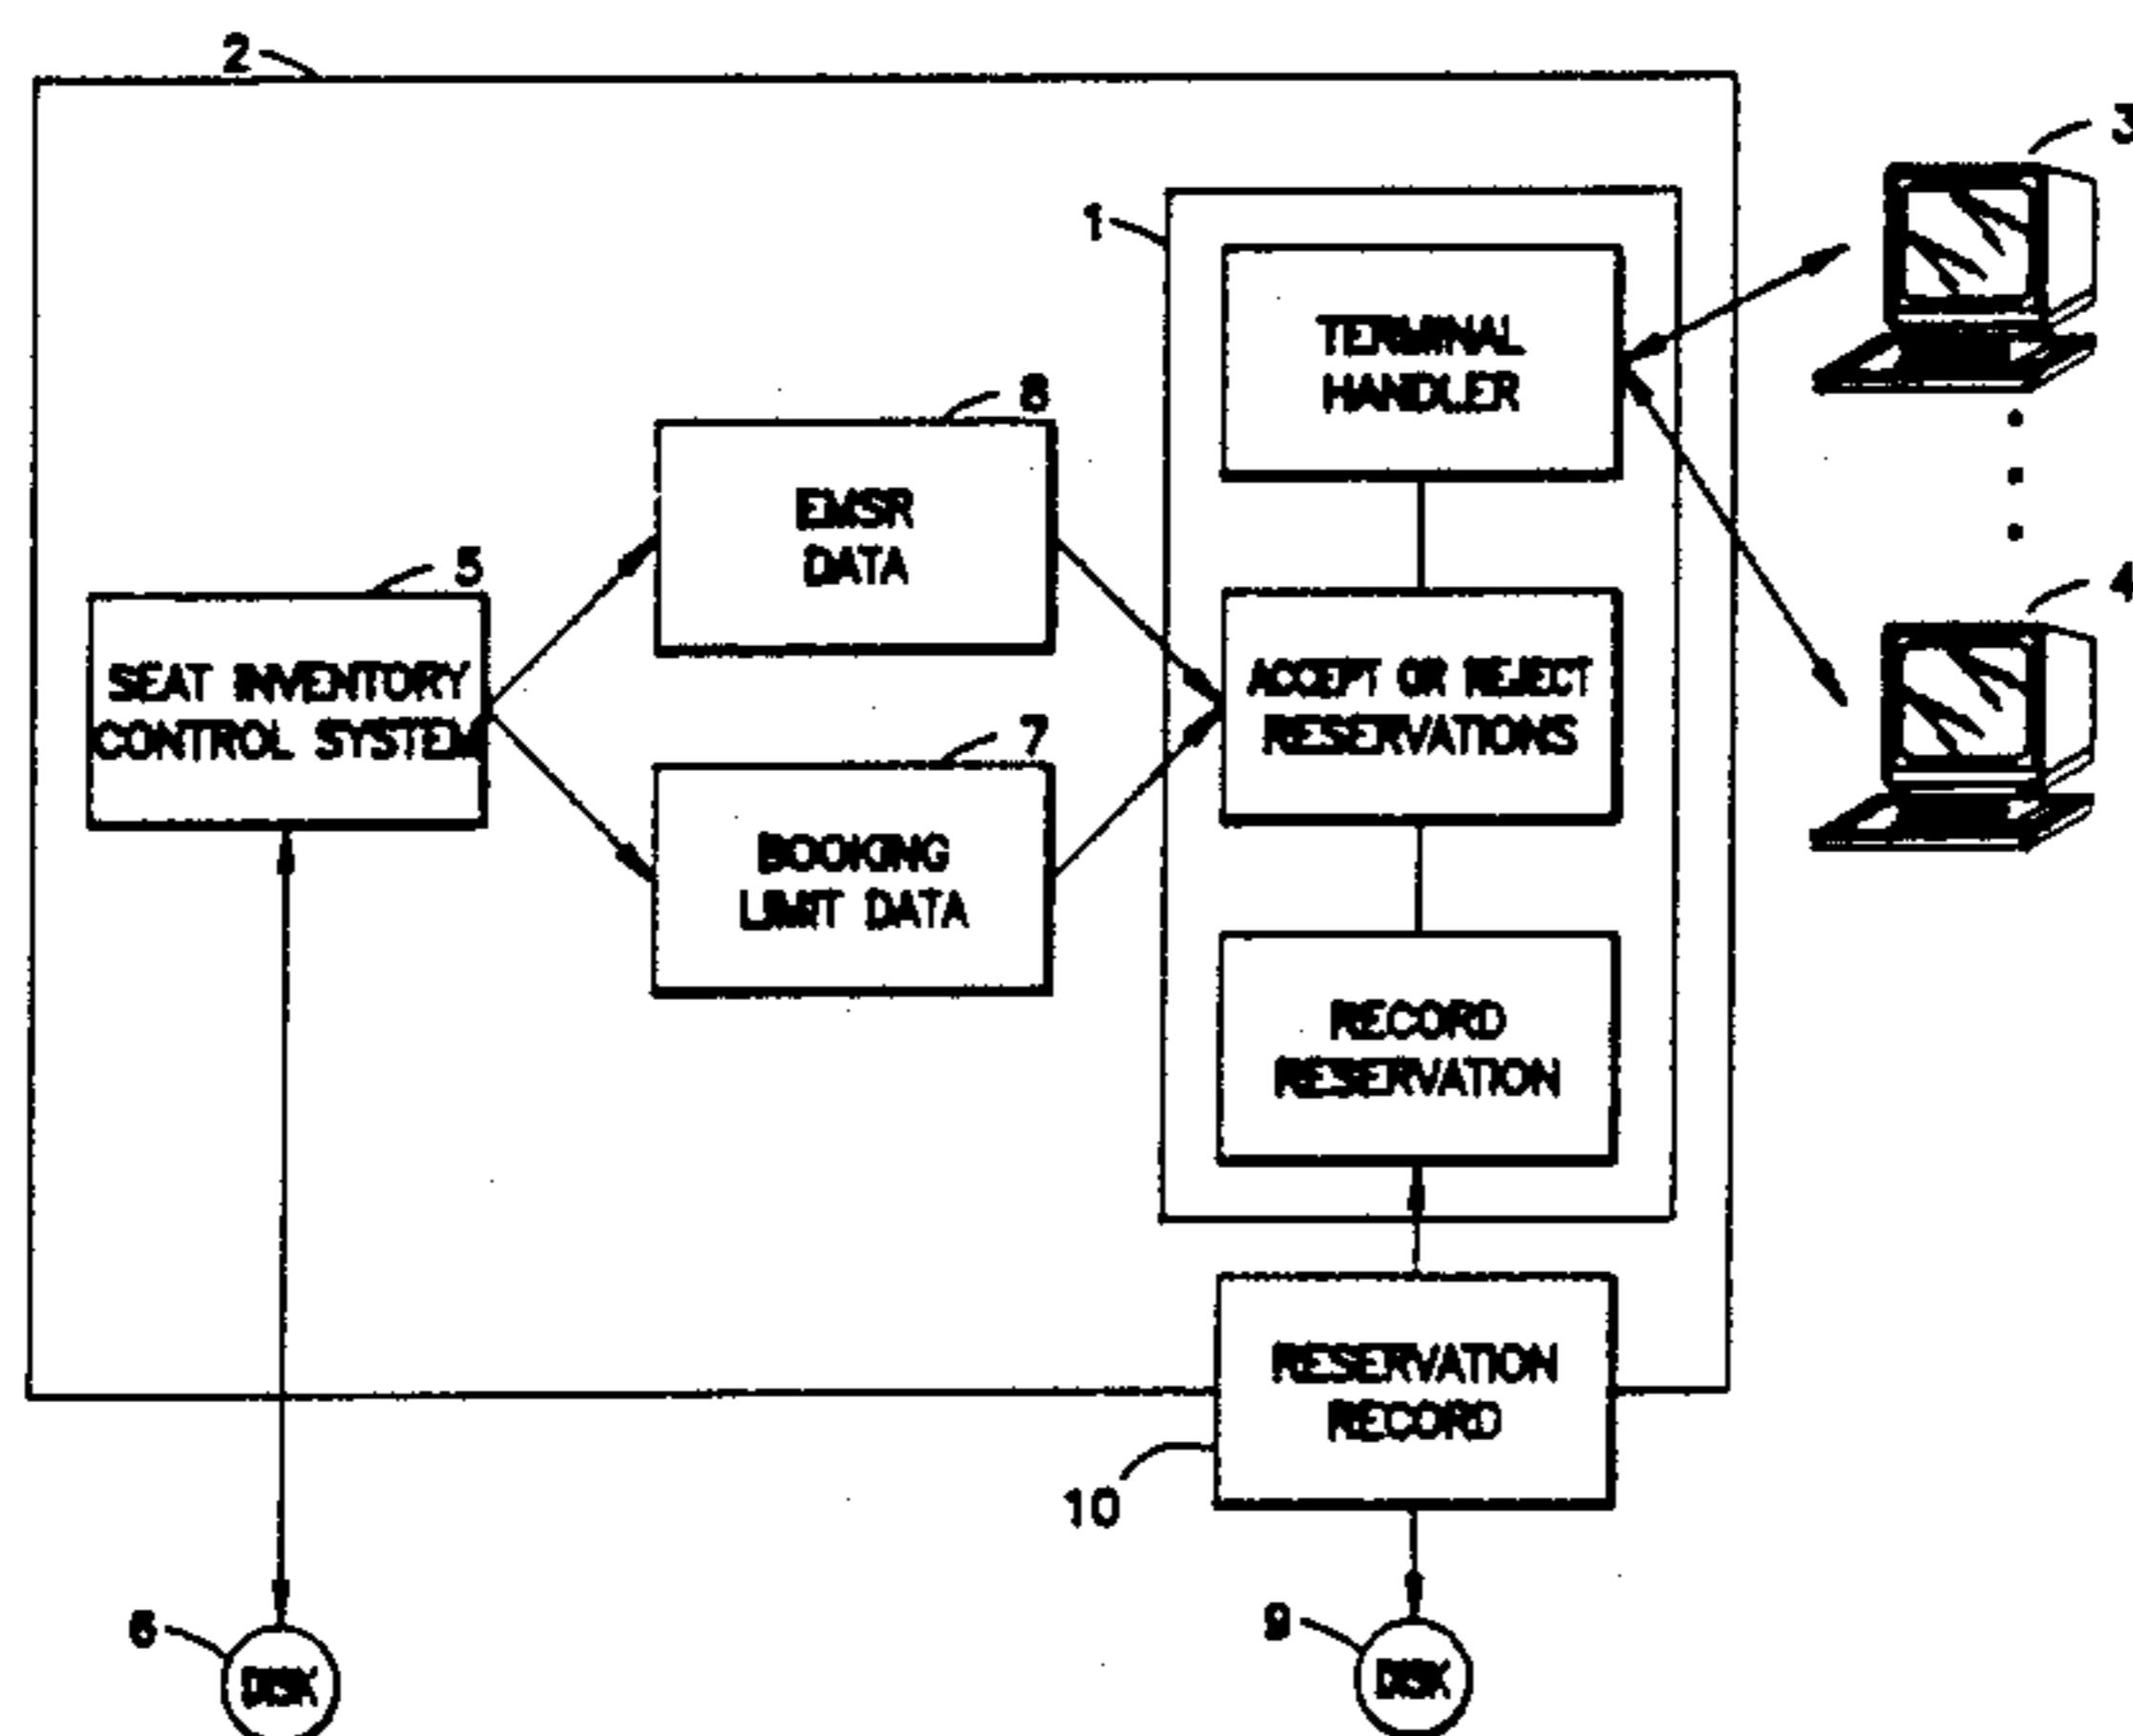 2
3
1
TERMINAL
HANDLER
8
EMSR
DATA
5
SEAT INVENTORY
CONTROL SYSTEM
ACCEPT OR REJECT
RESERVATIONS
4
7
BOOKING
LIMIT DATA
RECORD
RESERVATION
RESERVATION
RECORD
10
6
DISK
9
DISK